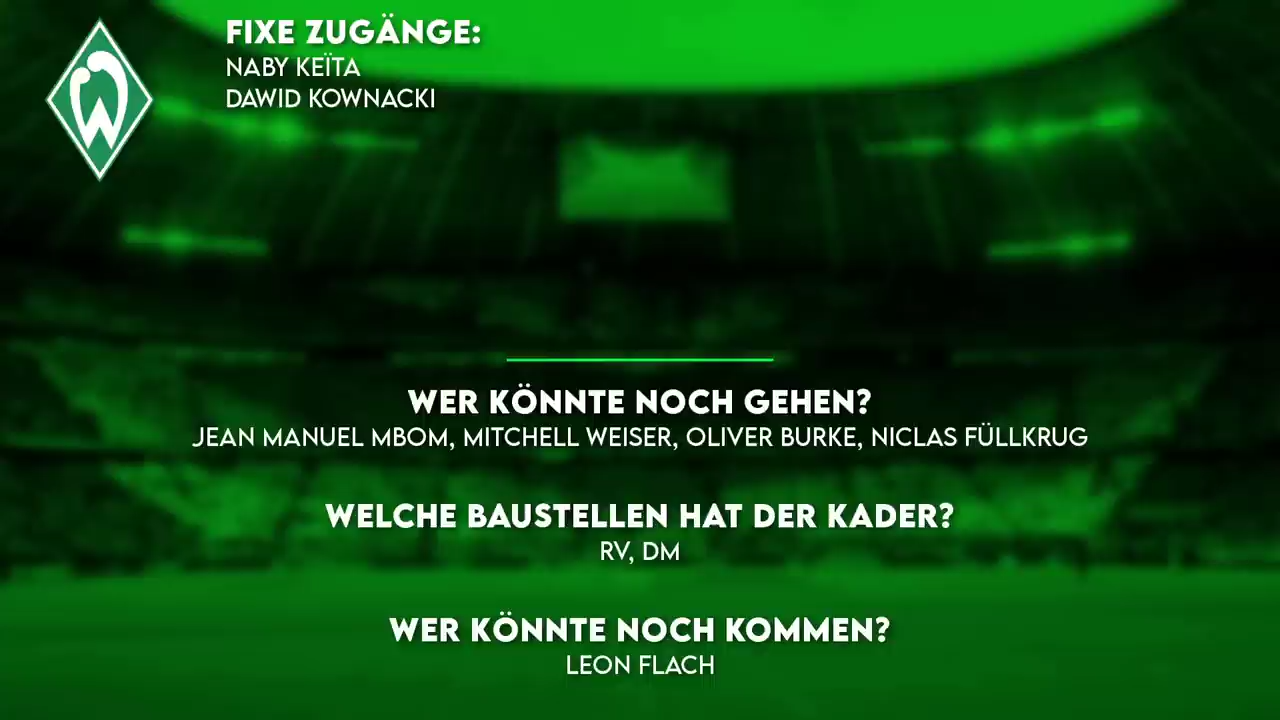 W
FIXE ZUGÄNGE:
NABY KEÏTA
DAWID KOWNACKI
WER KÖNNTE NOCH GEHEN?
JEAN MANUEL MBOM, MITCHELL WEISER, OLIVER BURKE, NICLAS FÜLLKRUG
WELCHE BAUSTELLEN HAT DER KADER?
RV, DM
WER KÖNNTE NOCH KOMMEN?
LEON FLACH